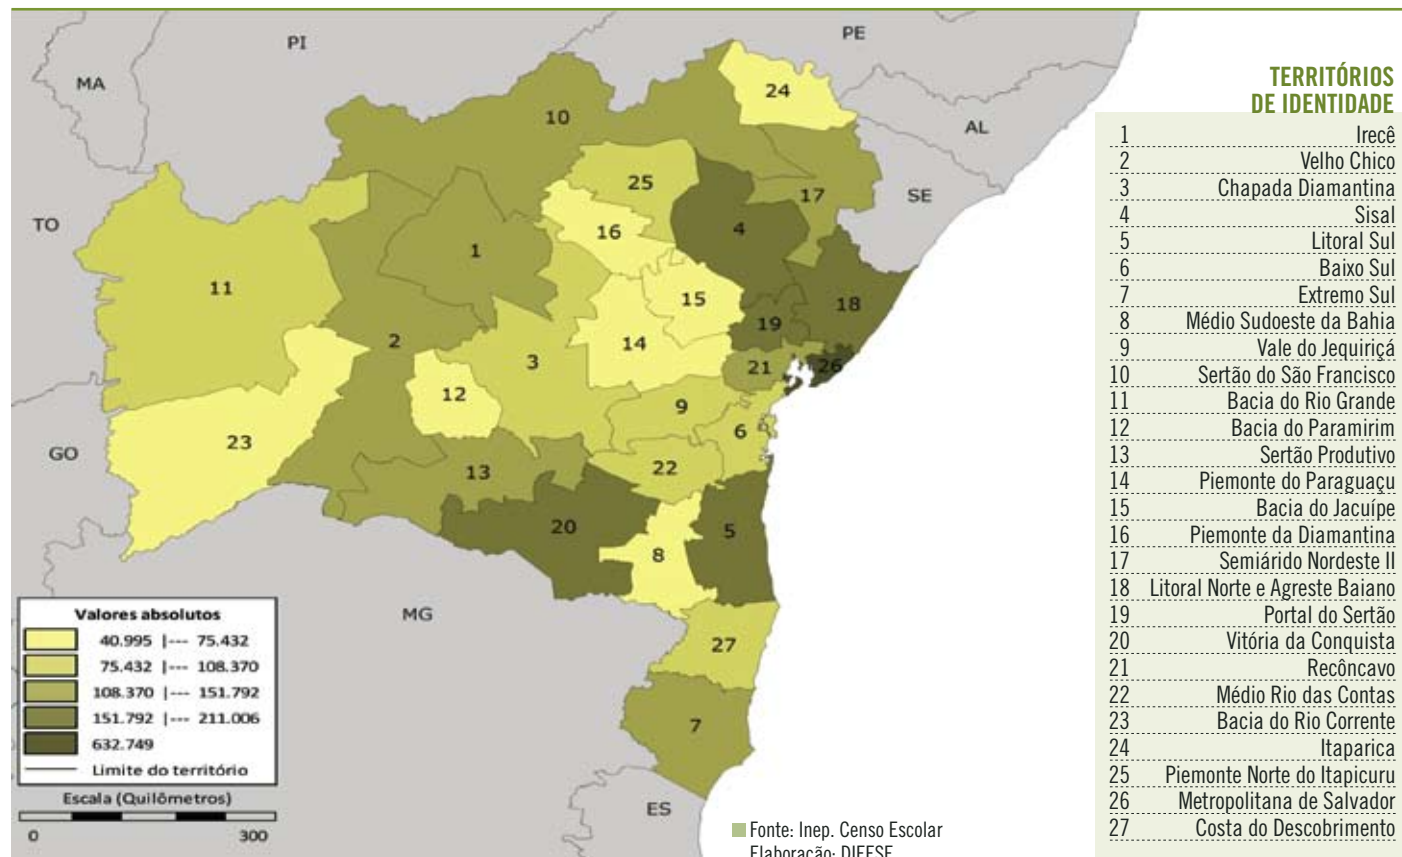 PI
PE
MA
24
10
AL
25
17
SE
TO
16
4
1
11
15
18
19
2
14
3
21
26
12
9
23
6
GO
22
13
20
5
8
MG
27
7
ES
Valores absolutos
40.995 |--- 75.432
75.432 |--- 108.370
108.370 |--- 151.792
151.792 |--- 211.006
632.749
Limite do território
Escala (Quilômetros)
0 300
Fonte: Inep. Censo Escolar
Elaboração: DIEESE
TERRITÓRIOS
DE IDENTIDADE
1 Irecê
2 Velho Chico
3 Chapada Diamantina
4 Sisal
5 Litoral Sul
6 Baixo Sul
7 Extremo Sul
8 Médio Sudoeste da Bahia
9 Vale do Jequiriçá
10 Sertão do São Francisco
11 Bacia do Rio Grande
12 Bacia do Paramirim
13 Sertão Produtivo
14 Piemonte do Paraguaçu
15 Bacia do Jacuípe
16 Piemonte da Diamantina
17 Semiárido Nordeste II
18 Litoral Norte e Agreste Baiano
19 Portal do Sertão
20 Vitória da Conquista
21 Recôncavo
22 Médio Rio das Contas
23 Bacia do Rio Corrente
24 Itaparica
25 Piemonte Norte do Itapicuru
26 Metropolitana de Salvador
27 Costa do Descobrimento